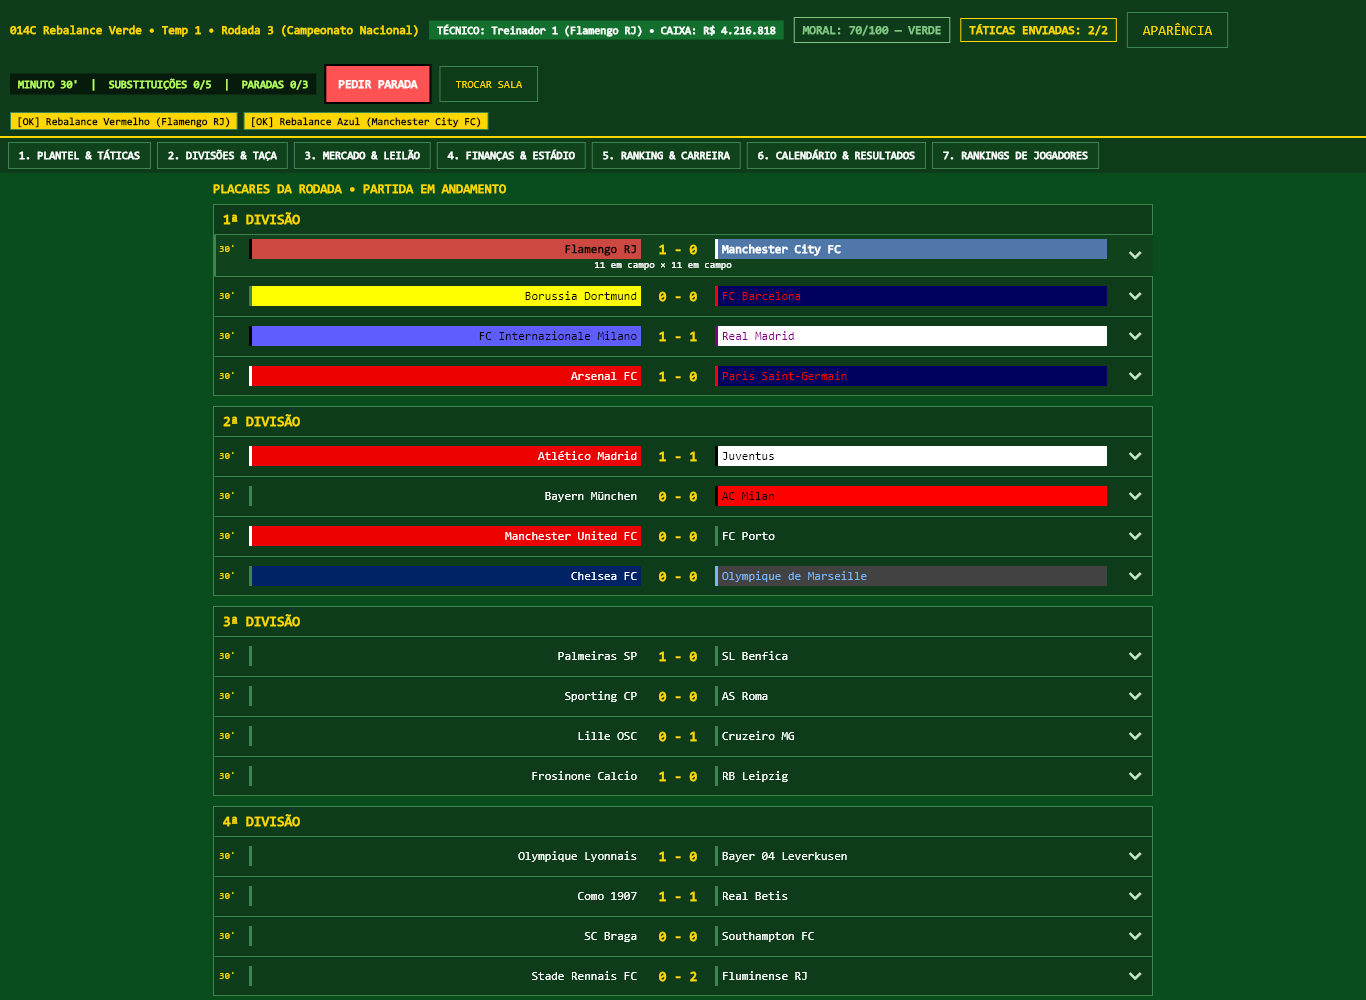 014C Rebalance Verde • Temp 1 • Rodada 3 (Campeonato Nacional) TÉCNICO: Treinador 1 (Flamengo RJ) • CAIXA: R$ 4.216.818 MORAL: 70/100 — VERDE TÁTICAS ENVIADAS: 2/2 APARÊNCIA
MINUTO 30' | SUBSTITUIÇÕES 0/5 | PARADAS 0/3 PEDIR PARADA TROCAR SALA
[OK] Rebalance Vermelho (Flamengo RJ) [OK] Rebalance Azul (Manchester City FC)
1. PLANTEL & TÁTICAS 2. DIVISÕES & TAÇA 3. MERCADO & LEILÃO 4. FINANÇAS & ESTÁDIO 5. RANKING & CARREIRA 6. CALENDÁRIO & RESULTADOS 7. RANKINGS DE JOGADORES
PLACARES DA RODADA • PARTIDA EM ANDAMENTO
1ª DIVISÃO
30' Flamengo RJ 1 - 0 Manchester City FC
11 em campo × 11 em campo
30' Borussia Dortmund 0 - 0 FC Barcelona
30' FC Internazionale Milano 1 - 1 Real Madrid
30' Arsenal FC 1 - 0 Paris Saint-Germain
2ª DIVISÃO
30' Atlético Madrid 1 - 1 Juventus
30' Bayern München 0 - 0 AC Milan
30' Manchester United FC 0 - 0 FC Porto
30' Chelsea FC 0 - 0 Olympique de Marseille
3ª DIVISÃO
30' Palmeiras SP 1 - 0 SL Benfica
30' Sporting CP 0 - 0 AS Roma
30' Lille OSC 0 - 1 Cruzeiro MG
30' Frosinone Calcio 1 - 0 RB Leipzig
4ª DIVISÃO
30' Olympique Lyonnais 1 - 0 Bayer 04 Leverkusen
30' Como 1907 1 - 1 Real Betis
30' SC Braga 0 - 0 Southampton FC
30' Stade Rennais FC 0 - 2 Fluminense RJ